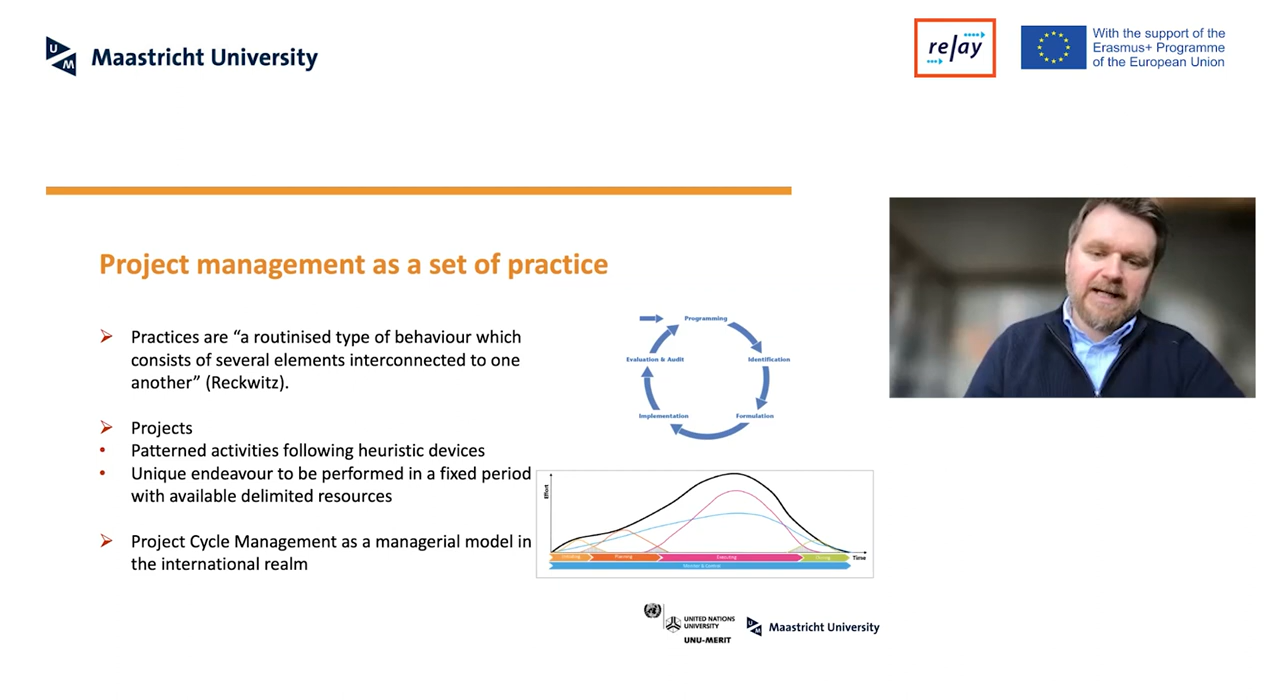 Maastricht University
relay
With the support of the
Erasmus+ Programme
of the European Union
Project management as a set of practice
➢ Practices are “a routinised type of behaviour which
consists of several elements interconnected to one
another” (Reckwitz).
➢ Projects
• Patterned activities following heuristic devices
• Unique endeavour to be performed in a fixed period
with available delimited resources
➢ Project Cycle Management as a managerial model in
the international realm
Programming
Identification
Formulation
Implementation
Evaluation & Audit
Effort
Initiating
Planning
Executing
Closing
Time
Monitor & Control
UNITED NATIONS
UNIVERSITY
UNU-MERIT
Maastricht University